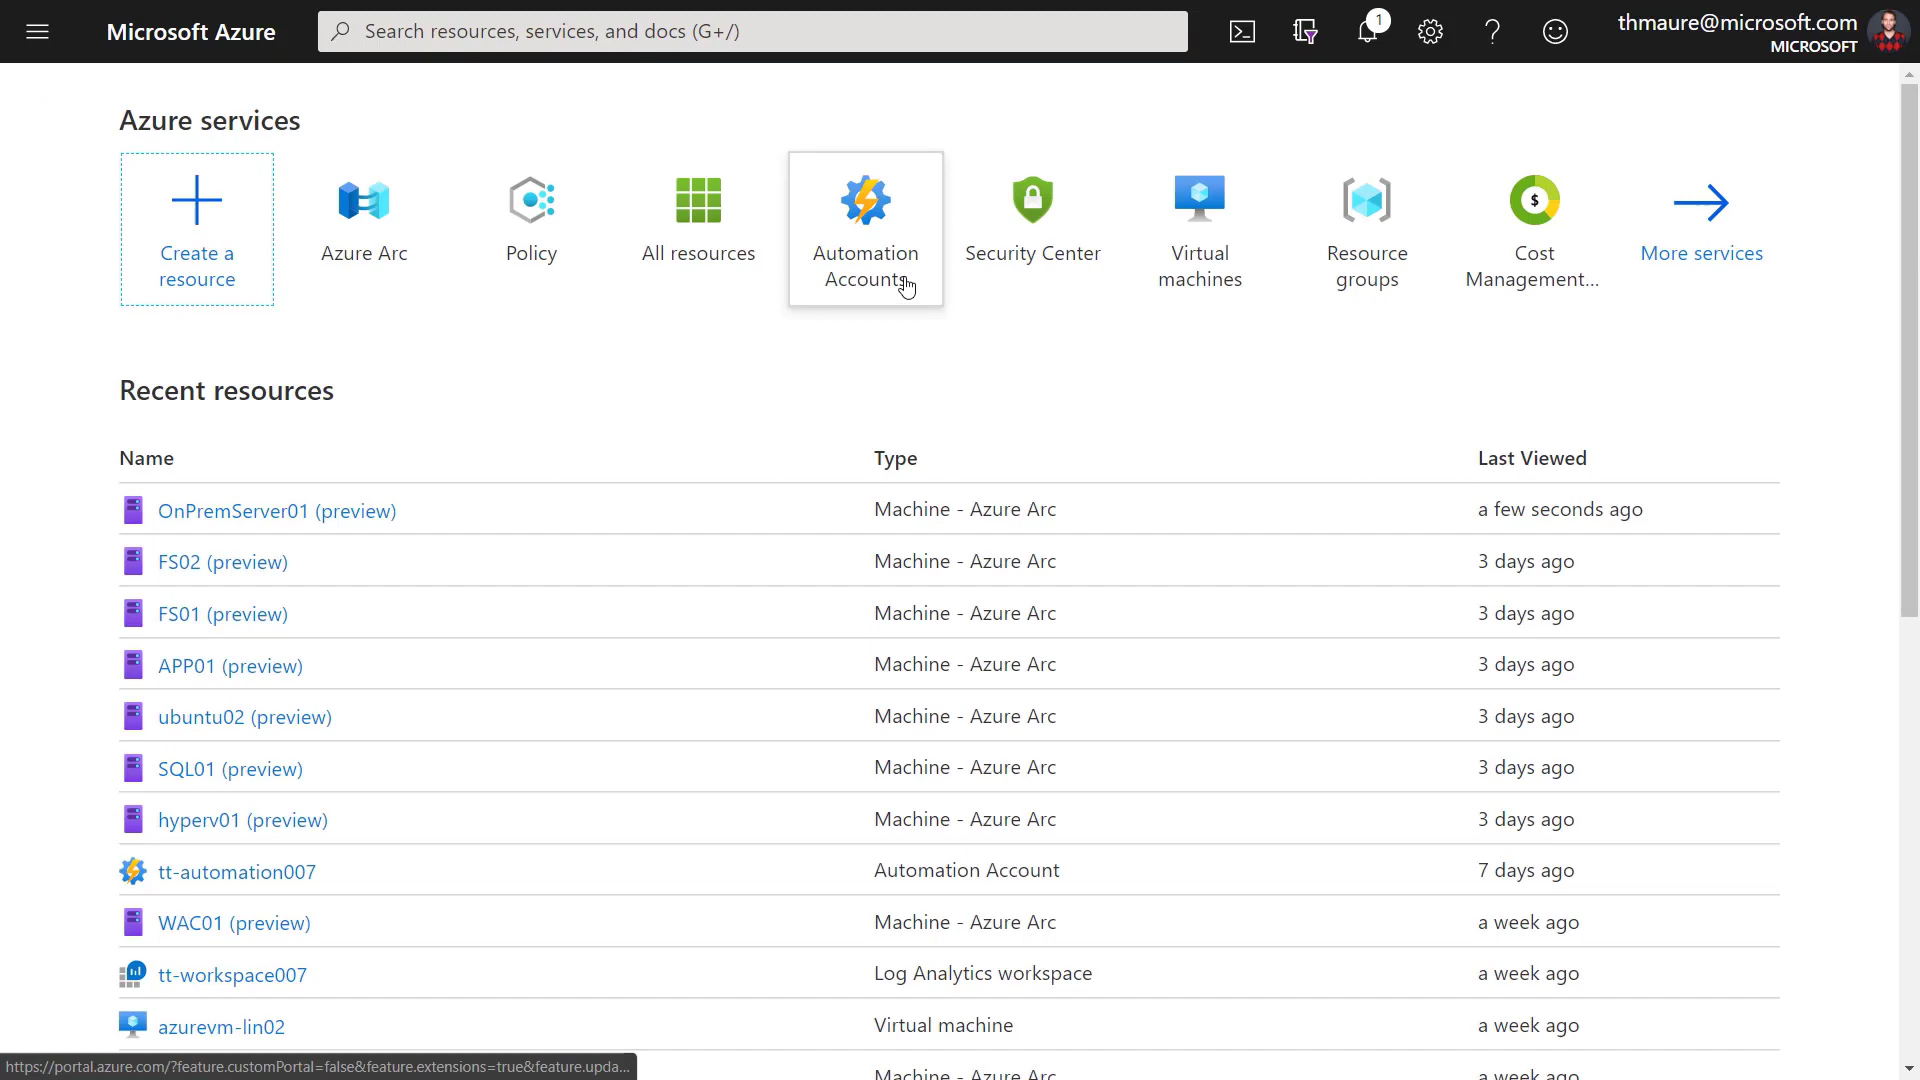 Microsoft Azure
Search resources, services, and docs (G+/)
1
thmaure@microsoft.com
MICROSOFT
Azure services
Create a resource
Azure Arc
Policy
All resources
Automation Accounts
Security Center
Virtual machines
Resource groups
$
Cost Management...
More services
Recent resources
Name Type Last Viewed
OnPremServer01 (preview) Machine - Azure Arc a few seconds ago
FS02 (preview) Machine - Azure Arc 3 days ago
FS01 (preview) Machine - Azure Arc 3 days ago
APP01 (preview) Machine - Azure Arc 3 days ago
ubuntu02 (preview) Machine - Azure Arc 3 days ago
SQL01 (preview) Machine - Azure Arc 3 days ago
hyperv01 (preview) Machine - Azure Arc 3 days ago
tt-automation007 Automation Account 7 days ago
WAC01 (preview) Machine - Azure Arc a week ago
tt-workspace007 Log Analytics workspace a week ago
azurevm-lin02 Virtual machine a week ago
Machine - Azure Arc a week ago
https://portal.azure.com/?feature.customPortal=false&feature.extensions=true&feature.upda...